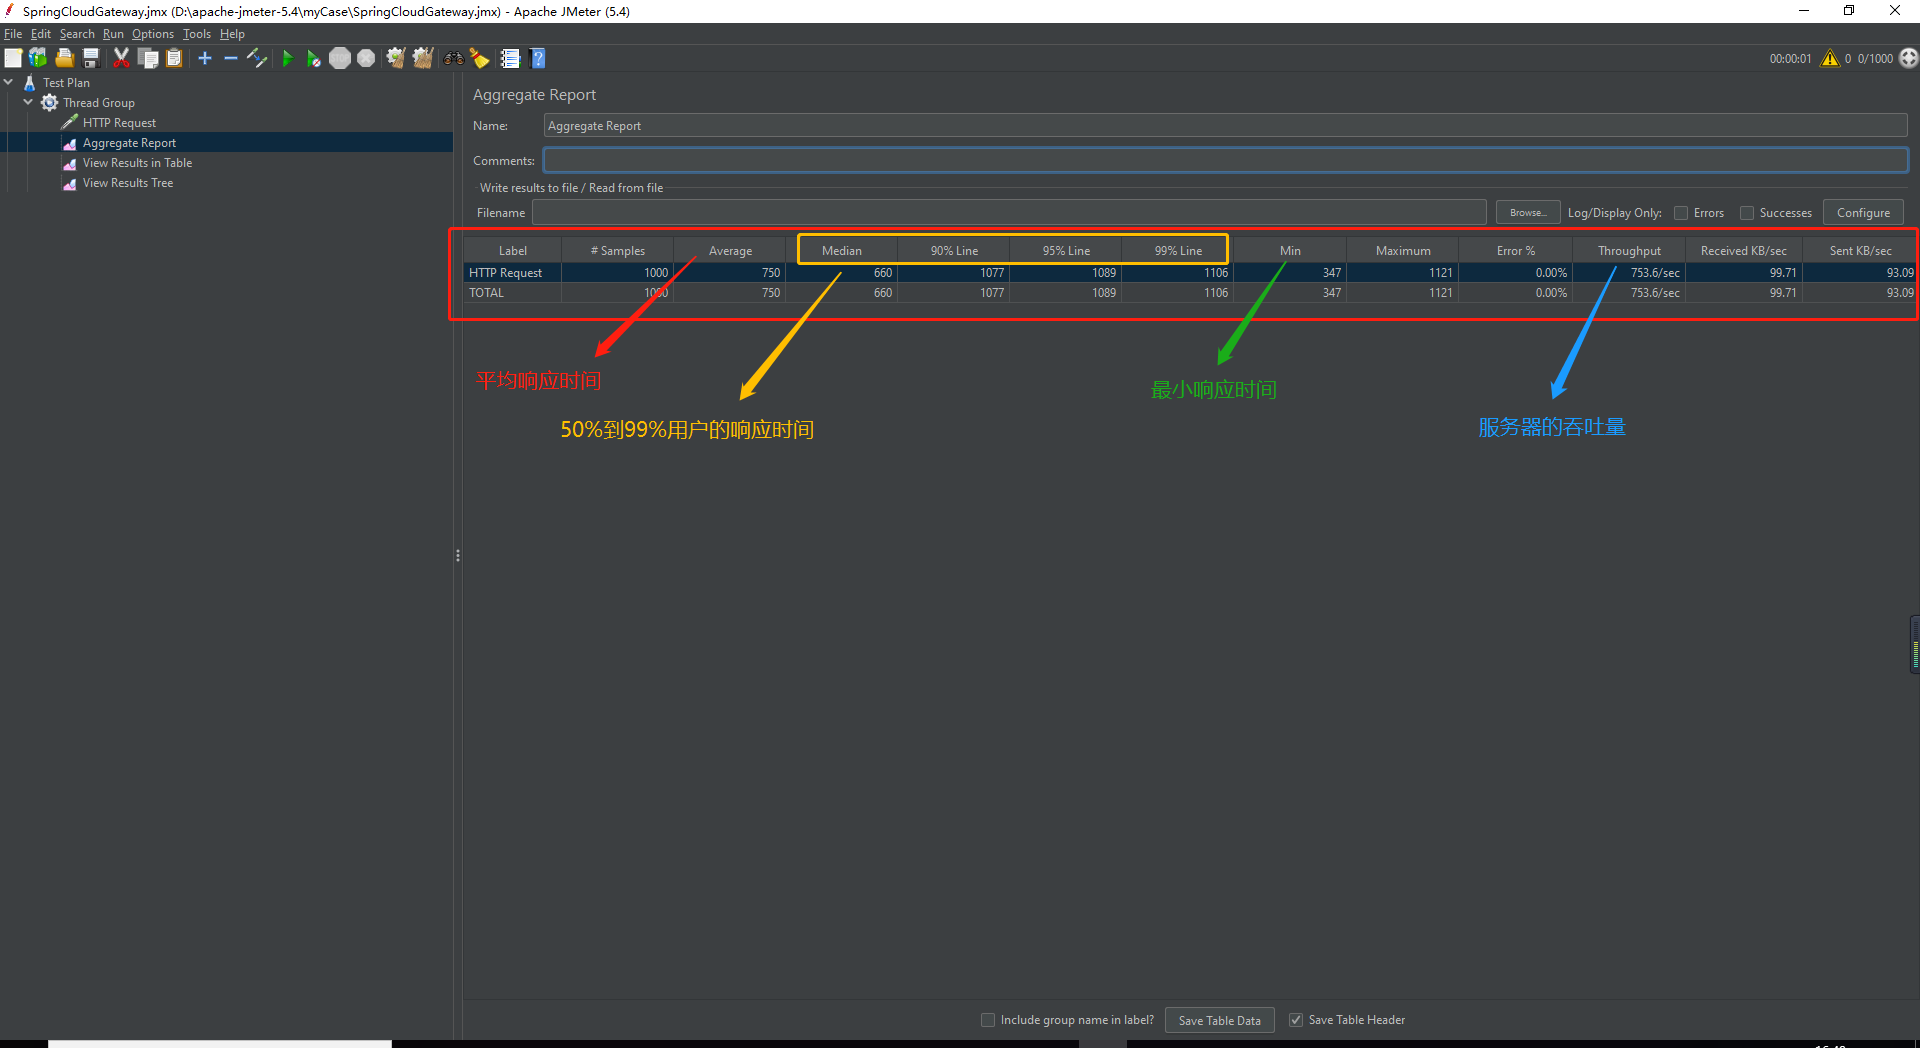 SpringCloudGateway.jmx (D:\apache-jmeter-5.4\myCase\SpringCloudGateway.jmx) - Apache JMeter (5.4)
File Edit Search Run Options Tools Help
00:00:01 0 0/1000
Test Plan
Thread Group
HTTP Request
Aggregate Report
View Results in Table
View Results Tree
Aggregate Report
Name: Aggregate Report
Comments:
Write results to file / Read from file
Filename Browse... Log/Display Only: Errors Successes Configure
Label # Samples Average Median 90% Line 95% Line 99% Line Min Maximum Error % Throughput Received KB/sec Sent KB/sec
HTTP Request 1000 750 660 1077 1089 1106 347 1121 0.00% 753.6/sec 99.71 93.09
TOTAL 1000 750 660 1077 1089 1106 347 1121 0.00% 753.6/sec 99.71 93.09
平均响应时间
最小响应时间
50%到99%用户的响应时间
服务器的吞吐量
Include group name in label? Save Table Data Save Table Header